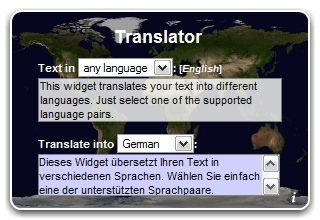 Translator
Text in any language : [English]
This widget translates your text into different
languages. Just select one of the supported
language pairs.
Translate into German :
Dieses Widget übersetzt Ihren Text in
verschiedenen Sprachen. Wählen Sie einfach
eine der unterstützten Sprachpaare.
i